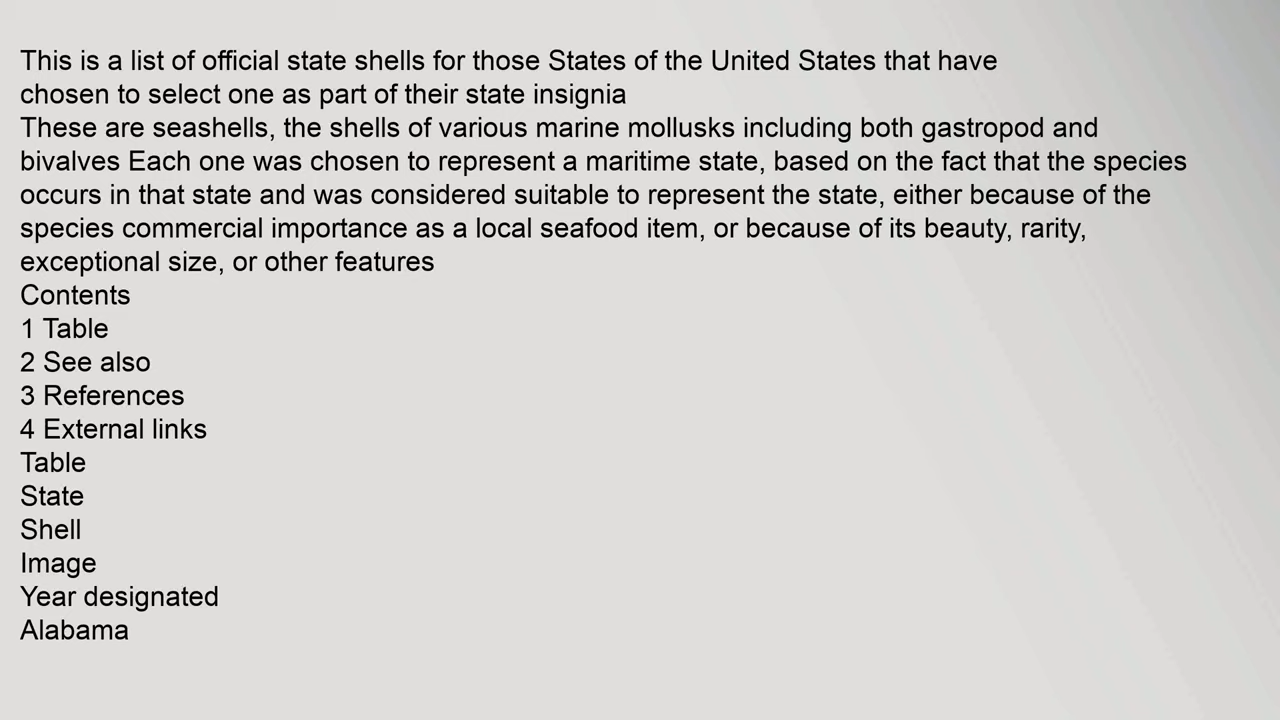 This is a list of official state shells for those States of the United States that have
chosen to select one as part of their state insignia
These are seashells, the shells of various marine mollusks including both gastropod and
bivalves Each one was chosen to represent a maritime state, based on the fact that the species
occurs in that state and was considered suitable to represent the state, either because of the
species commercial importance as a local seafood item, or because of its beauty, rarity,
exceptional size, or other features
Contents
1 Table
2 See also
3 References
4 External links
Table
State
Shell
Image
Year designated
Alabama